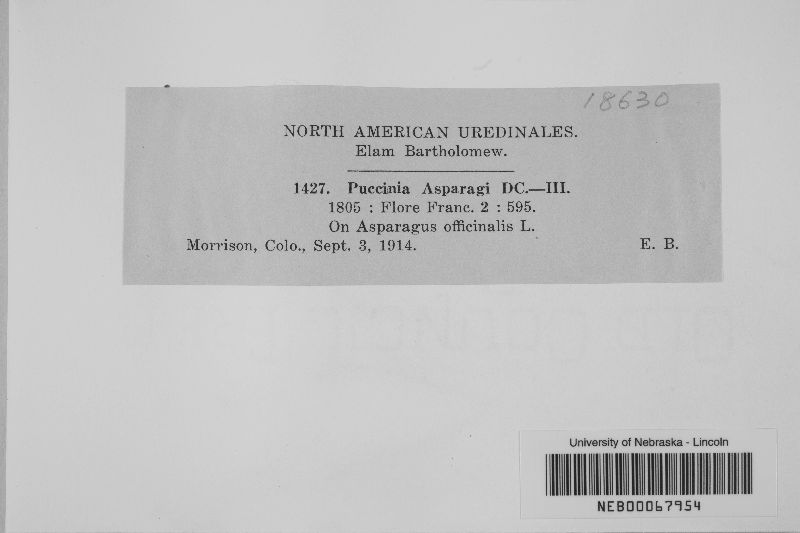 18630
NORTH AMERICAN UREDINALES.
Elam Bartholomew.
1427. Puccinia Asparagi DC.—III.
1805 : Flore Franc. 2 : 595.
On Asparagus officinalis L.
Morrison, Colo., Sept. 3, 1914. E. B.
University of Nebraska - Lincoln
NEB00067954